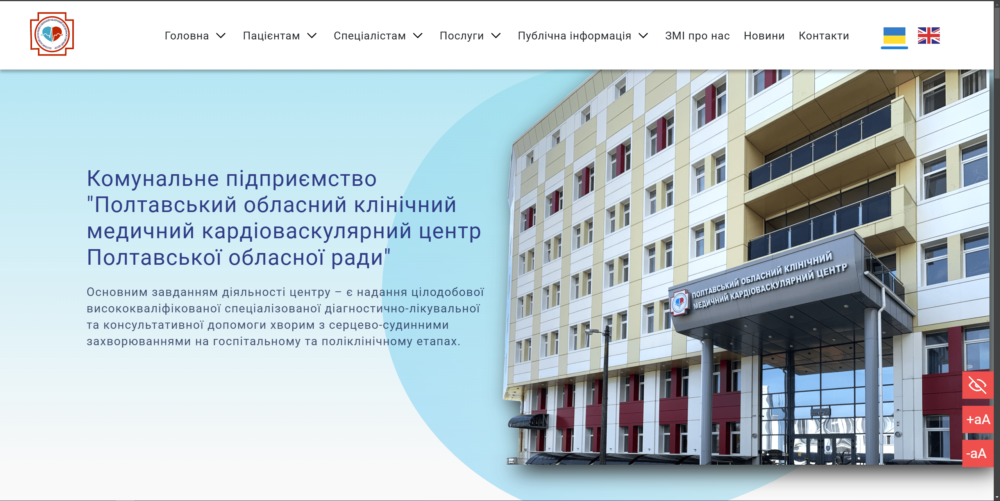 Головна
Пацієнтам
Спеціалістам
Послуги
Публічна інформація
ЗМІ про нас
Новини
Контакти
Комунальне підприємство
"Полтавський обласний клінічний
медичний кардіоваскулярний центр
Полтавської обласної ради"
Основним завданням діяльності центру – є надання цілодобової
висококваліфікованої спеціалізованої діагностично-лікувальної
та консультативної допомоги хворим з серцево-судинними
захворюваннями на госпітальному та поліклінічному етапах.
ПОЛТАВСЬКИЙ ОБЛАСНИЙ КЛІНІЧНИЙ
МЕДИЧНИЙ КАРДІОВАСКУЛЯРНИЙ ЦЕНТР
+aA
-aA